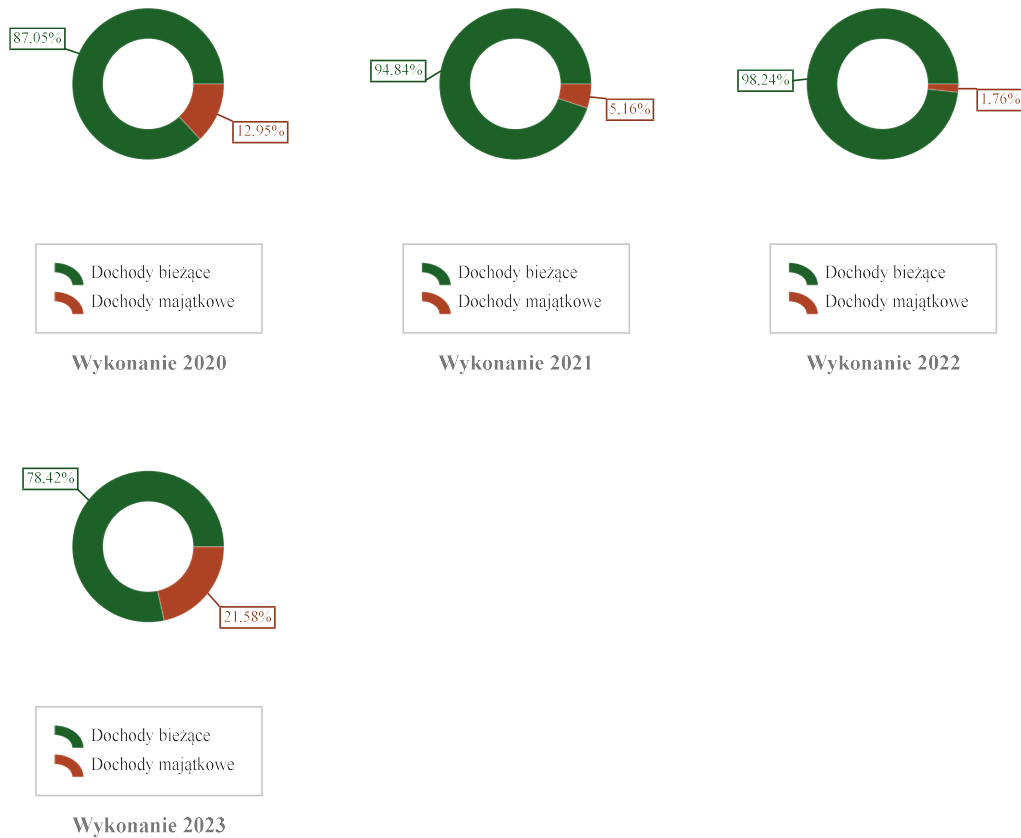 87,05%
12,95%
Dochody bieżące
Dochody majątkowe
Wykonanie 2020
94,84%
5,16%
Dochody bieżące
Dochody majątkowe
Wykonanie 2021
98,24%
1,76%
Dochody bieżące
Dochody majątkowe
Wykonanie 2022
78,42%
21,58%
Dochody bieżące
Dochody majątkowe
Wykonanie 2023